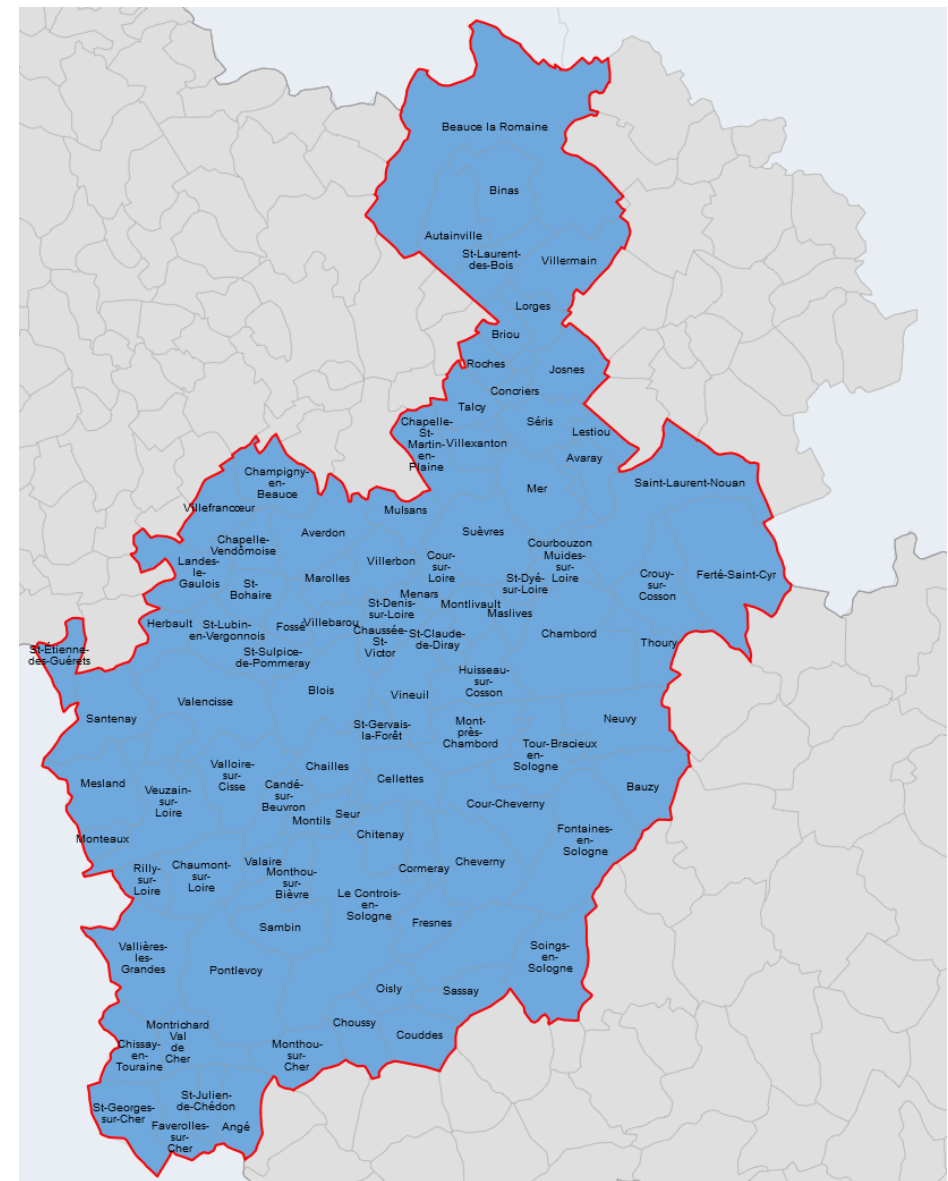 Beauce la Romaine
Binas
Autainville
St-Laurent-
des-Bois
Villermain
Lorges
Briou
Roches
Josnes
Concriers
Talcy
Chapelle-
St-
Martin-
en-
Plaine
Villexanton
Séris
Lestiou
Avaray
Champigny-
en-
Beauce
Mer
Saint-Laurent-Nouan
Villefrancœur
Mulsans
Averdon
Suèvres
Chapelle-
Vendômoise
Villerbon
Cour-
sur-
Loire
Courbouzon
Muides-
sur-
Loire
Landes-
le-
Gaulois
St-
Bohaire
Marolles
Menars
St-Dyé-
sur-Loire
Crouy-
sur-
Cosson
Ferté-Saint-Cyr
St-Denis-
sur-Loire
Montlivault
Maslives
Herbault
St-Lubin-
en-Vergonnois
Fossé
Villebarou
Chaussée-
St-
Victor
St-Claude-
de-Diray
Chambord
Thoury
St-Étienne-
des-Guérets
St-Sulpice-
de-Pommeray
Huisseau-
sur-
Cosson
Blois
Vineuil
Valencisse
Santenay
St-Gervais-
la-Forêt
Mont-
près-
Chambord
Neuvy
Tour-Bracieux
en-
Sologne
Valloire-
sur-
Cisse
Chailles
Cellettes
Mesland
Veuzain-
sur-
Loire
Candé-
sur-
Beuvron
Bauzy
Cour-Cheverny
Montils
Seur
Chitenay
Fontaines-
en-
Sologne
Monteaux
Rilly-
sur-
Loire
Chaumont-
sur-
Loire
Valaire
Monthou-
sur-
Bièvre
Cormeray
Cheverny
Le Controis-
en-
Sologne
Sambin
Fresnes
Vallières-
les-
Grandes
Soings-
en-
Sologne
Pontlevoy
Oisly
Sassay
Montrichard
Val
de
Cher
Choussy
Couddes
Chissay-
en-
Touraine
Monthou-
sur-
Cher
St-Julien-
de-Chédon
St-Georges-
sur-Cher
Faverolles-
sur-
Cher
Angé